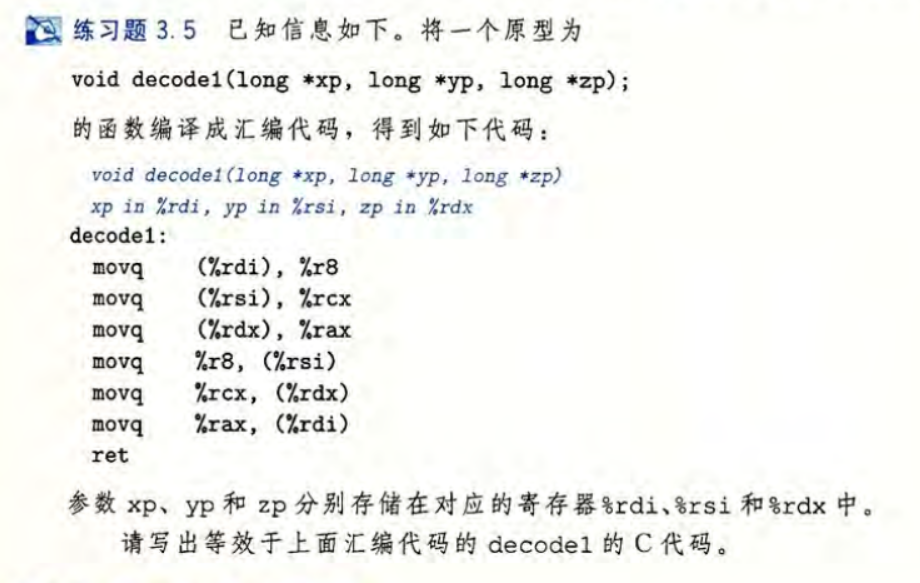 练习题 3.5 已知信息如下。将一个原型为
void decode1(long *xp, long *yp, long *zp);
的函数编译成汇编代码，得到如下代码：
void decode1(long *xp, long *yp, long *zp)
xp in %rdi, yp in %rsi, zp in %rdx
decode1:
movq (%rdi), %r8
movq (%rsi), %rcx
movq (%rdx), %rax
movq %r8, (%rsi)
movq %rcx, (%rdx)
movq %rax, (%rdi)
ret
参数 xp、yp 和 zp 分别存储在对应的寄存器%rdi、%rsi 和%rdx 中。
请写出等效于上面汇编代码的 decode1 的 C 代码。